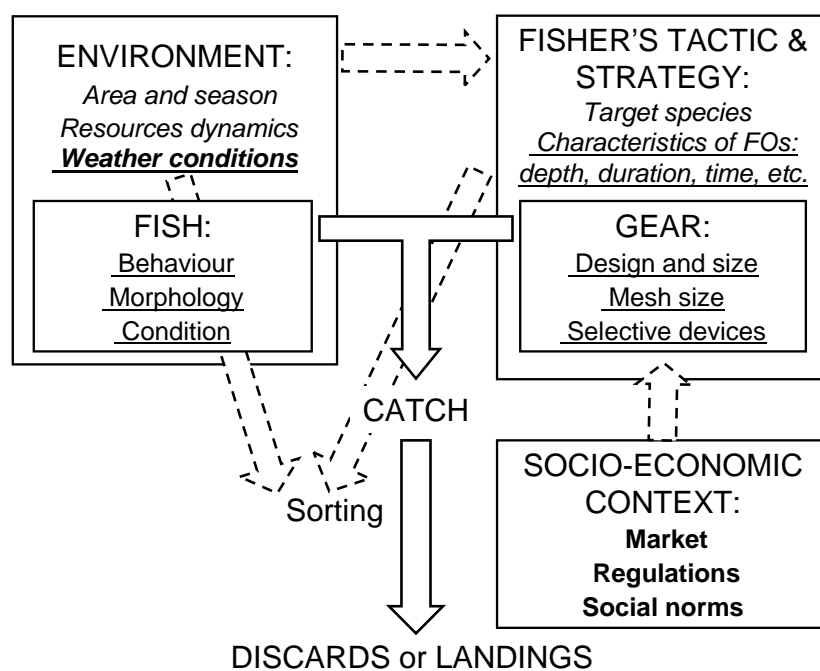 ENVIRONMENT:
Area and season
Resources dynamics
Weather conditions
FISH:
Behaviour
Morphology
Condition
FISHER’S TACTIC &
STRATEGY:
Target species
Characteristics of FOs:
depth, duration, time, etc.
GEAR:
Design and size
Mesh size
Selective devices
CATCH
Sorting
SOCIO-ECONOMIC
CONTEXT:
Market
Regulations
Social norms
DISCARDS or LANDINGS